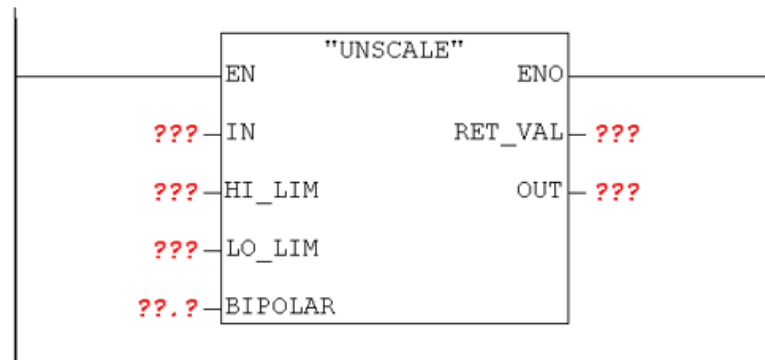 "UNSCALE"
EN ENO
??? IN RET_VAL ???
??? HI_LIM OUT ???
??? LO_LIM
??.? BIPOLAR